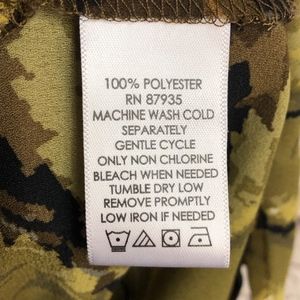 100% POLYESTER
RN 87935
MACHINE WASH COLD
SEPARATELY
GENTLE CYCLE
ONLY NON CHLORINE
BLEACH WHEN NEEDED
TUMBLE DRY LOW
REMOVE PROMPTLY
LOW IRON IF NEEDED